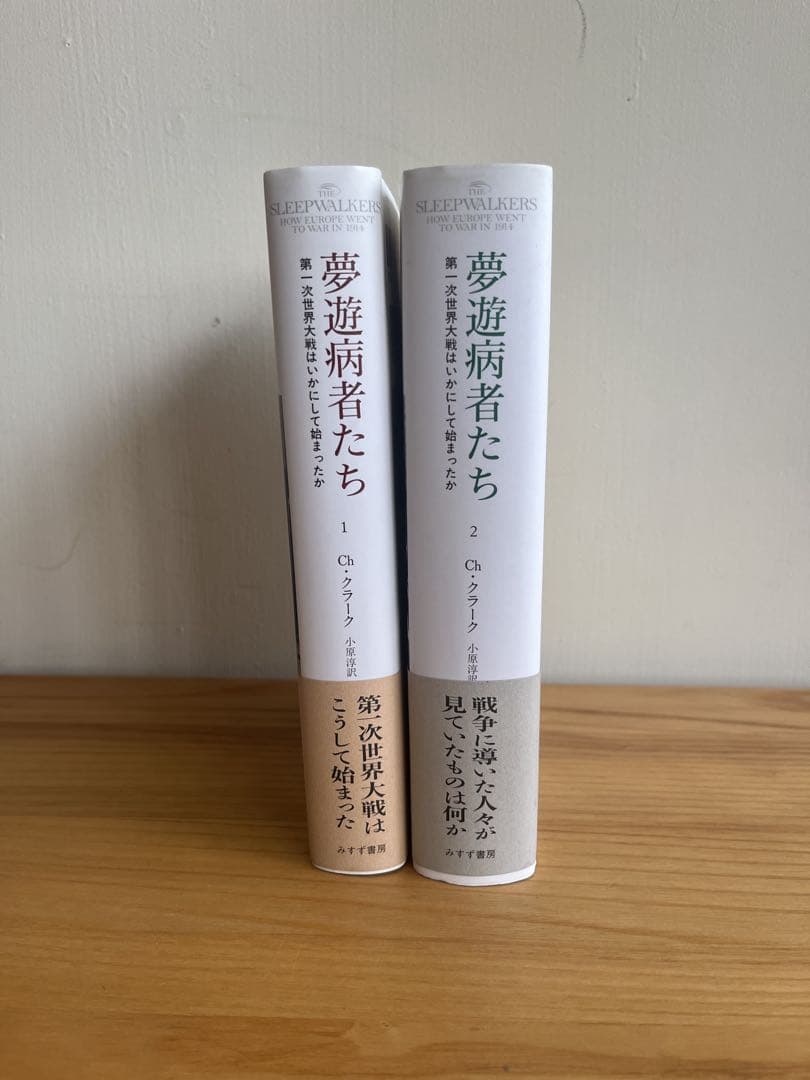 THE
SLEEPWALKERS
HOW EUROPE WENT
TO WAR IN 1914
夢遊病者たち
第一次世界大戦はいかにして始まったか
1
Ch・クラーク
小原淳訳
第一次世界大戦は
こうして始まった
みすず書房
THE
SLEEPWALKERS
HOW EUROPE WENT
TO WAR IN 1914
夢遊病者たち
第一次世界大戦はいかにして始まったか
2
Ch・クラーク
小原淳訳
戦争に導いた人々が
見ていたものは何か
みすず書房